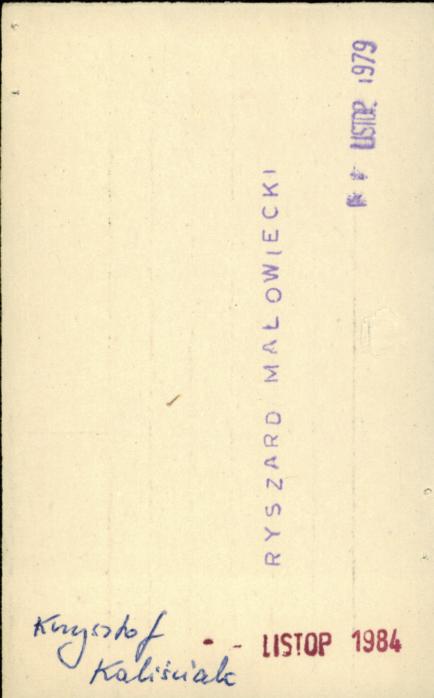 LISTOP 1979
RYSZARD MAŁOWIECKI
Krzysztof
Kaliściak
LISTOP 1984